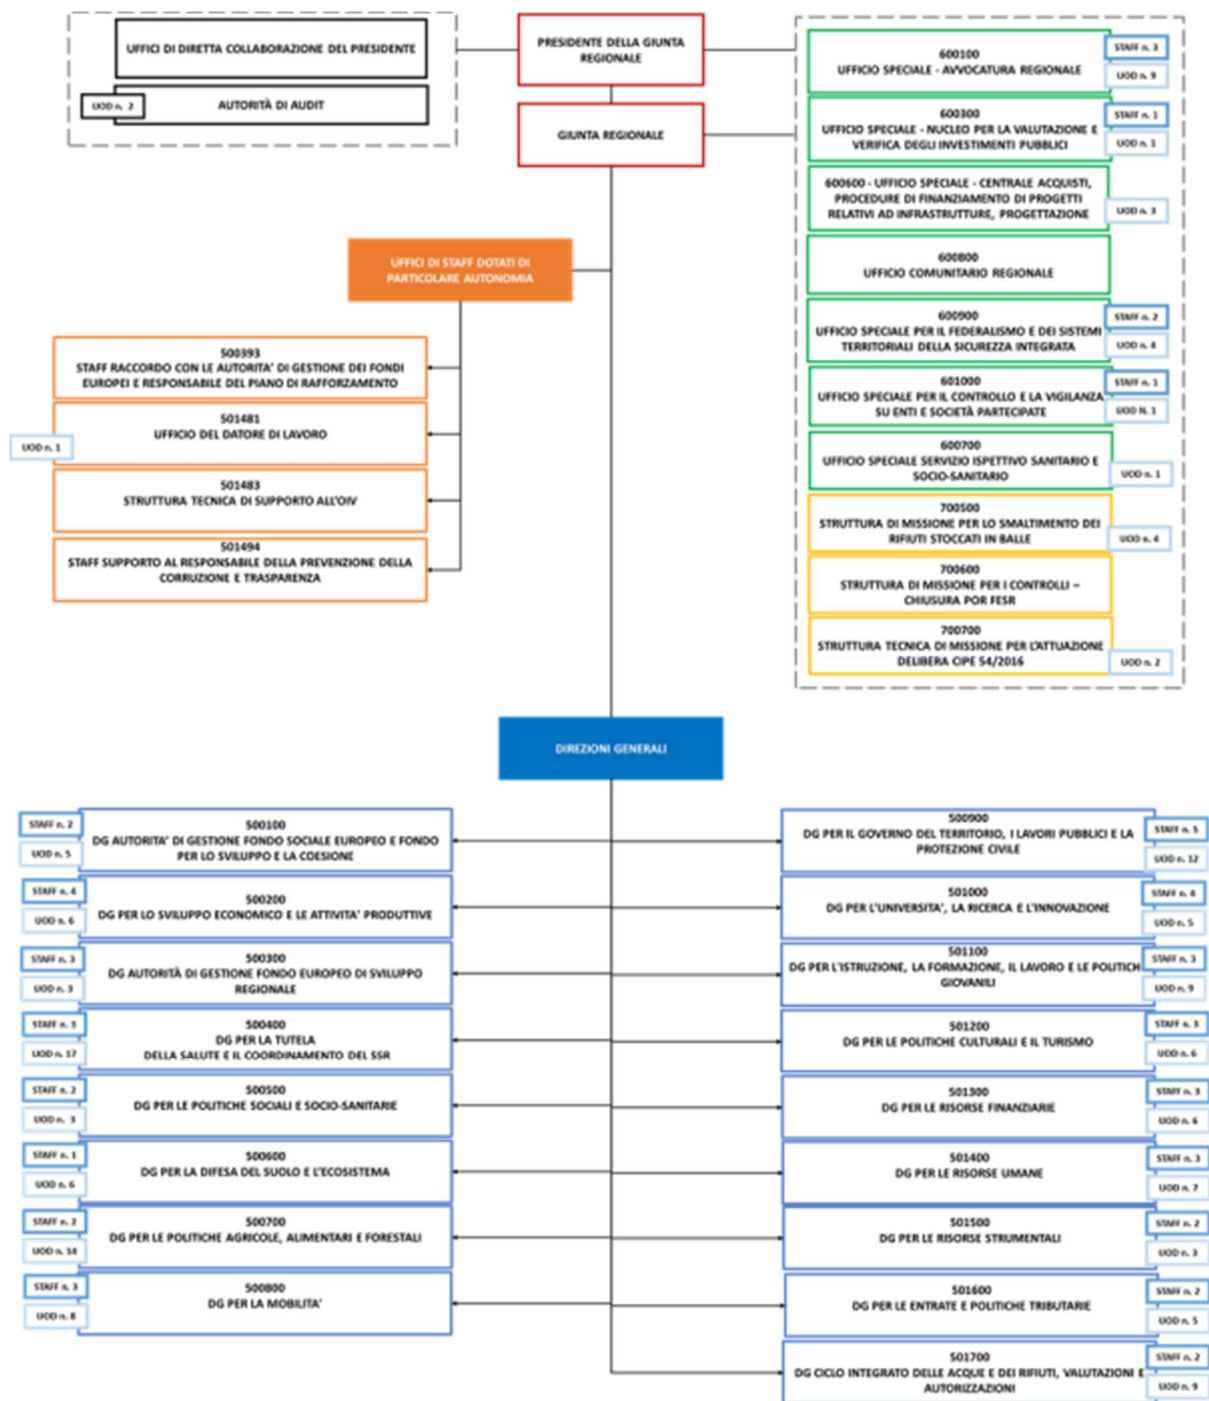 UFFICI DI DIRETTA COLLABORAZIONE DEL PRESIDENTE
UOD n. 2
AUTORITÀ DI AUDIT
PRESIDENTE DELLA GIUNTA
REGIONALE
GIUNTA REGIONALE
600100
UFFICIO SPECIALE - AVVOCATURA REGIONALE
STAFF n. 3
UOD n. 9
600300
UFFICIO SPECIALE - NUCLEO PER LA VALUTAZIONE E
VERIFICA DEGLI INVESTIMENTI PUBBLICI
STAFF n. 1
UOD n. 1
600600 - UFFICIO SPECIALE - CENTRALE ACQUISTI,
PROCEDURE DI FINANZIAMENTO DI PROGETTI
RELATIVI AD INFRASTRUTTURE, PROGETTAZIONE
UOD n. 3
600800
UFFICIO COMUNITARIO REGIONALE
600900
UFFICIO SPECIALE PER IL FEDERALISMO E DEI SISTEMI
TERRITORIALI DELLA SICUREZZA INTEGRATA
STAFF n. 2
UOD n. 4
601000
UFFICIO SPECIALE PER IL CONTROLLO E LA VIGILANZA
SU ENTI E SOCIETÀ PARTECIPATE
STAFF n. 1
UOD N. 1
600700
UFFICIO SPECIALE SERVIZIO ISPETTIVO SANITARIO E
SOCIO-SANITARIO
UOD n. 1
700500
STRUTTURA DI MISSIONE PER LO SMALTIMENTO DEI
RIFIUTI STOCCATI IN BALLE
UOD n. 4
700600
STRUTTURA DI MISSIONE PER I CONTROLLI –
CHIUSURA POR FESR
700700
STRUTTURA TECNICA DI MISSIONE PER L'ATTUAZIONE
DELIBERA CIPE 54/2016
UOD n. 2
UFFICI DI STAFF DOTATI DI
PARTICOLARE AUTONOMIA
500393
STAFF RACCORDO CON LE AUTORITA' DI GESTIONE DEI FONDI
EUROPEI E RESPONSABILE DEL PIANO DI RAFFORZAMENTO
501481
UFFICIO DEL DATORE DI LAVORO
UOD n. 1
501483
STRUTTURA TECNICA DI SUPPORTO ALL'OIV
501494
STAFF SUPPORTO AL RESPONSABILE DELLA PREVENZIONE DELLA
CORRUZIONE E TRASPARENZA
DIREZIONI GENERALI
STAFF n. 2
UOD n. 5
500100
DG AUTORITA' DI GESTIONE FONDO SOCIALE EUROPEO E FONDO
PER LO SVILUPPO E LA COESIONE
STAFF n. 4
UOD n. 6
500200
DG PER LO SVILUPPO ECONOMICO E LE ATTIVITA' PRODUTTIVE
STAFF n. 3
UOD n. 3
500300
DG AUTORITÀ DI GESTIONE FONDO EUROPEO DI SVILUPPO
REGIONALE
STAFF n. 3
UOD n. 17
500400
DG PER LA TUTELA
DELLA SALUTE E IL COORDINAMENTO DEL SSR
STAFF n. 2
UOD n. 3
500500
DG PER LE POLITICHE SOCIALI E SOCIO-SANITARIE
STAFF n. 1
UOD n. 6
500600
DG PER LA DIFESA DEL SUOLO E L'ECOSISTEMA
STAFF n. 2
UOD n. 14
500700
DG PER LE POLITICHE AGRICOLE, ALIMENTARI E FORESTALI
STAFF n. 3
UOD n. 8
500800
DG PER LA MOBILITA'
500900
DG PER IL GOVERNO DEL TERRITORIO, I LAVORI PUBBLICI E LA
PROTEZIONE CIVILE
STAFF n. 5
UOD n. 12
501000
DG PER L'UNIVERSITA', LA RICERCA E L'INNOVAZIONE
STAFF n. 4
UOD n. 5
501100
DG PER L'ISTRUZIONE, LA FORMAZIONE, IL LAVORO E LE POLITICH
GIOVANILI
STAFF n. 3
UOD n. 9
501200
DG PER LE POLITICHE CULTURALI E IL TURISMO
STAFF n. 3
UOD n. 6
501300
DG PER LE RISORSE FINANZIARIE
STAFF n. 3
UOD n. 6
501400
DG PER LE RISORSE UMANE
STAFF n. 3
UOD n. 7
501500
DG PER LE RISORSE STRUMENTALI
STAFF n. 2
UOD n. 3
501600
DG PER LE ENTRATE E POLITICHE TRIBUTARIE
STAFF n. 2
UOD n. 5
501700
DG CICLO INTEGRATO DELLE ACQUE E DEI RIFIUTI, VALUTAZIONI E
AUTORIZZAZIONI
STAFF n. 2
UOD n. 9